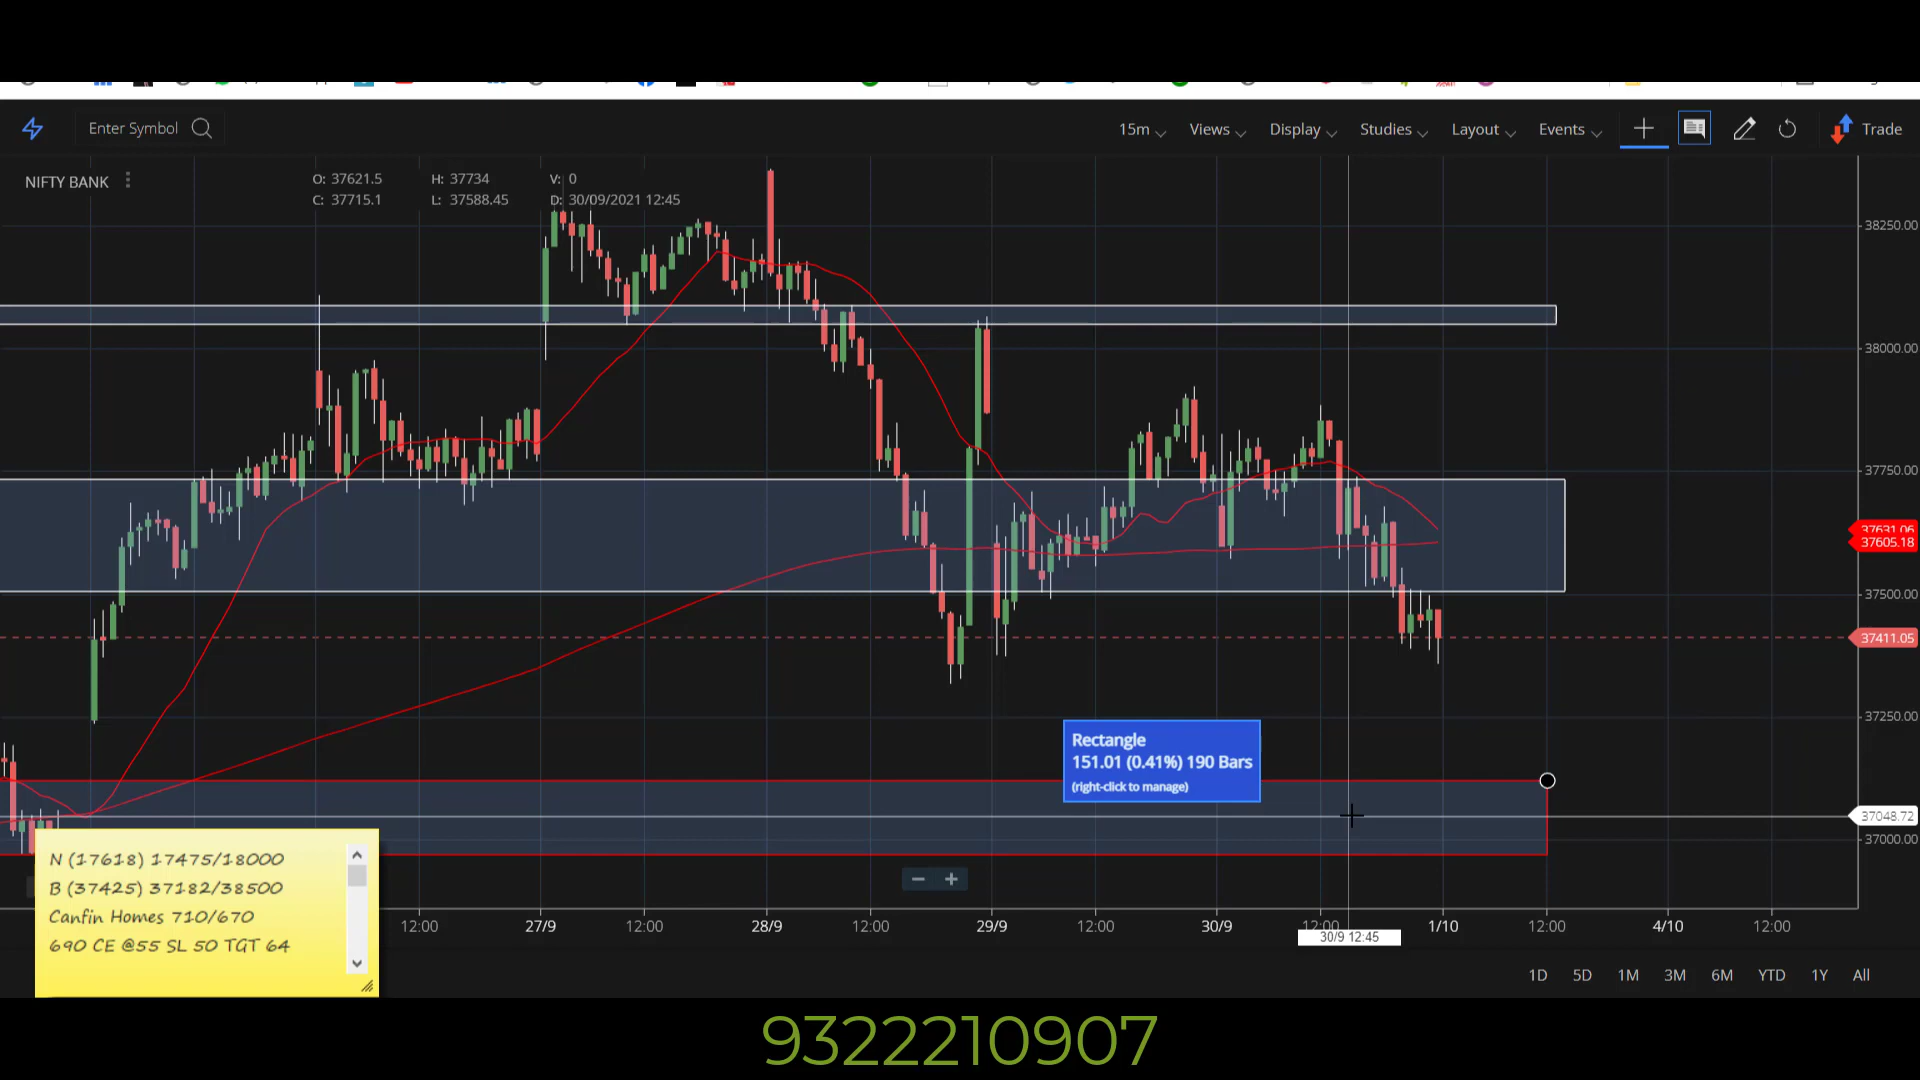 Enter Symbol 15m Views Display Studies Layout Events Trade
NIFTY BANK O: 37621.5 H: 37734 V: 0
C: 37715.1 L: 37588.45 D: 30/09/2021 12:45
38250.00
38000.00
37750.00
37631.06
37605.18
37500.00
37411.05
37250.00
Rectangle
151.01 (0.41%) 190 Bars
(right-click to manage)
37048.72
37000.00
N (17618) 17475/18000
B (37425) 37182/38500
Canfin Homes 710/670
690 CE @55 SL 50 TGT 64
12:00 27/9 12:00 28/9 12:00 29/9 12:00 30/9 12:00 1/10 12:00 4/10 12:00
30/9 12:45
1D 5D 1M 3M 6M YTD 1Y All
9322210907